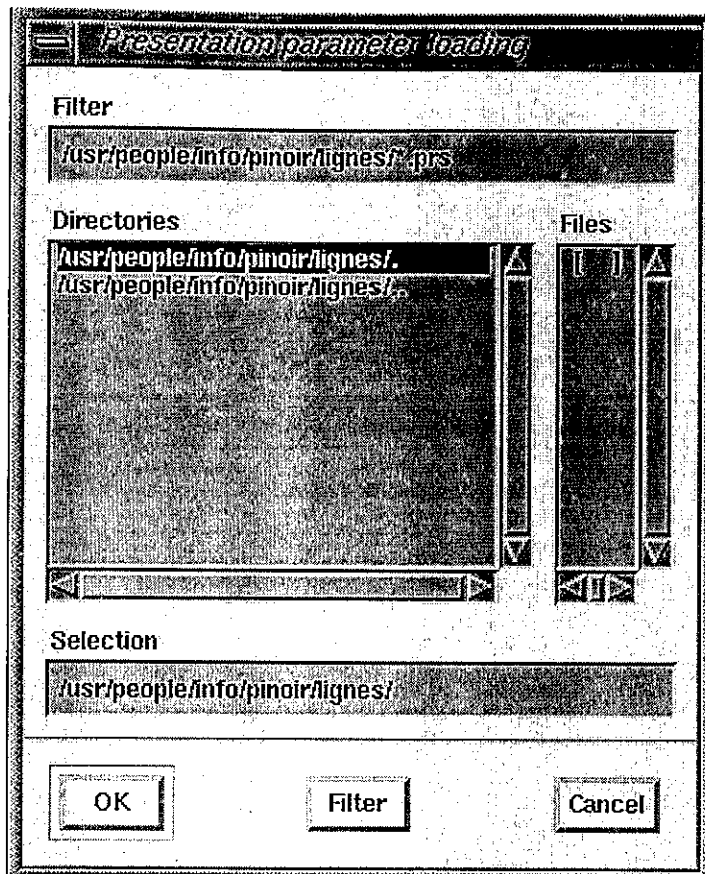 Presentation parameter loading
Filter
/usr/people/info/pinoir/lignes/*.prs
Directories
Files
/usr/people/info/pinoir/lignes/.
[ ]
/usr/people/info/pinoir/lignes/..
Selection
/usr/people/info/pinoir/lignes/
OK
Filter
Cancel